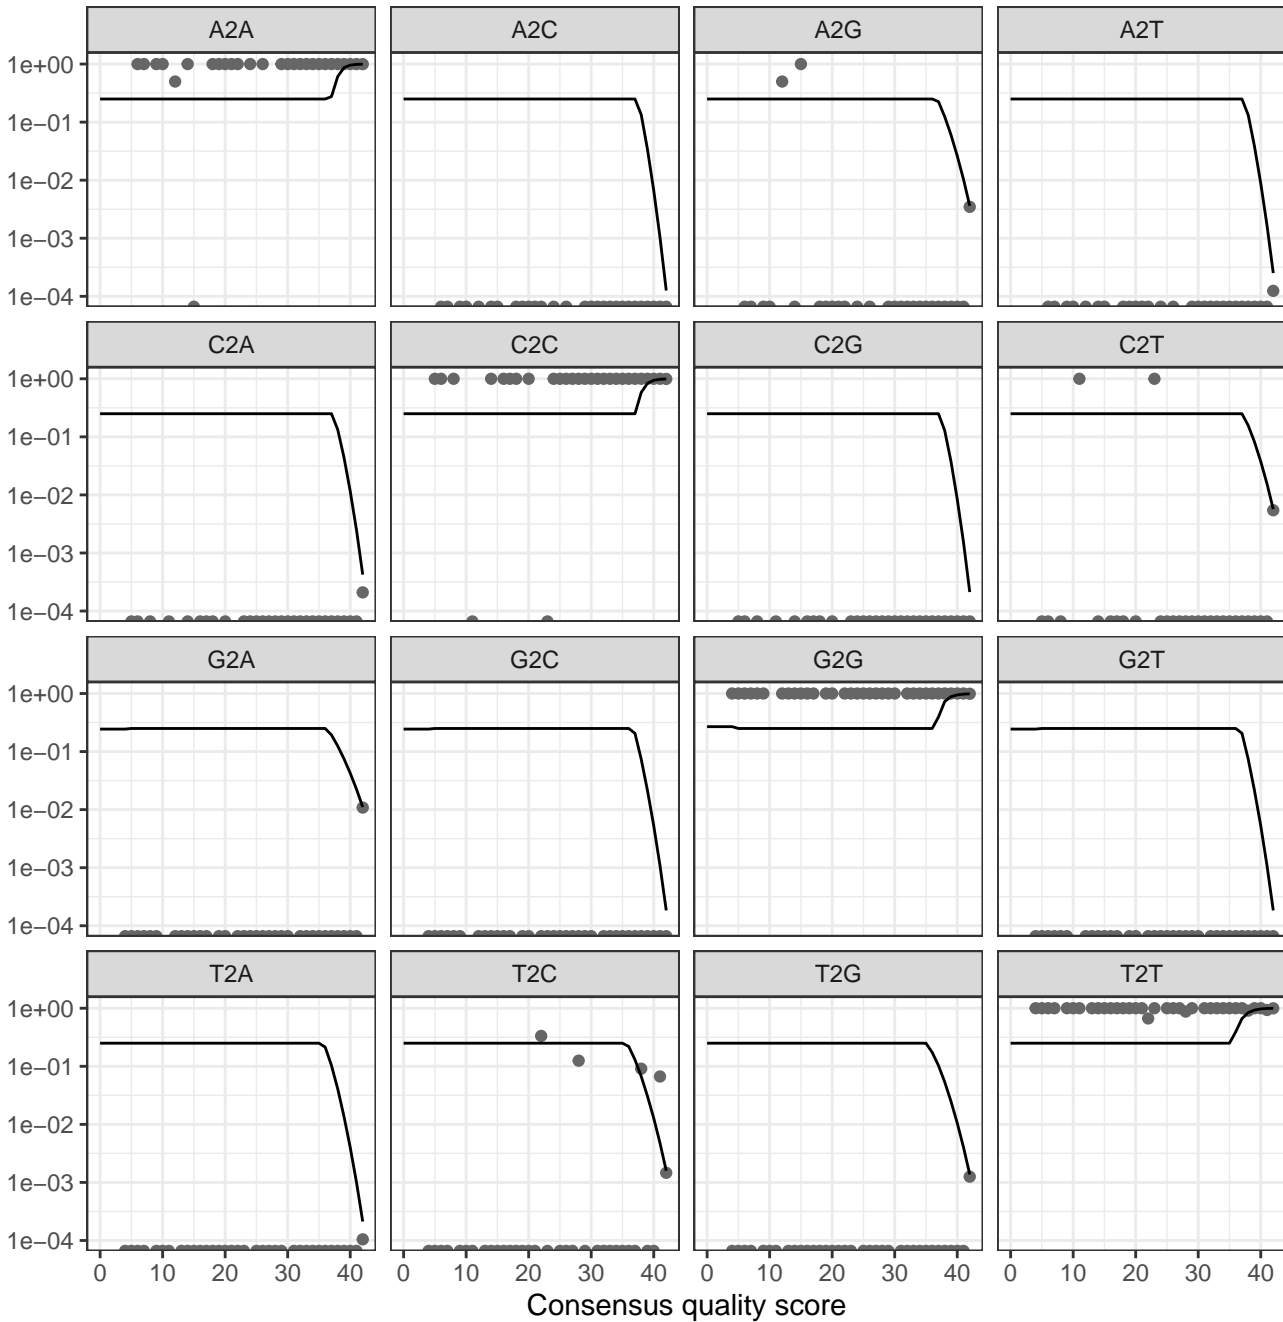 A2A A2C A2G A2T
1e+00
1e−01
1e−02
1e−03
1e−04
C2A C2C C2G C2T
1e+00
1e−01
1e−02
1e−03
1e−04
G2A G2C G2G G2T
1e+00
1e−01
1e−02
1e−03
1e−04
T2A T2C T2G T2T
1e+00
1e−01
1e−02
1e−03
1e−04
0 10 20 30 40 0 10 20 30 40 0 10 20 30 40 0 10 20 30 40
Consensus quality score